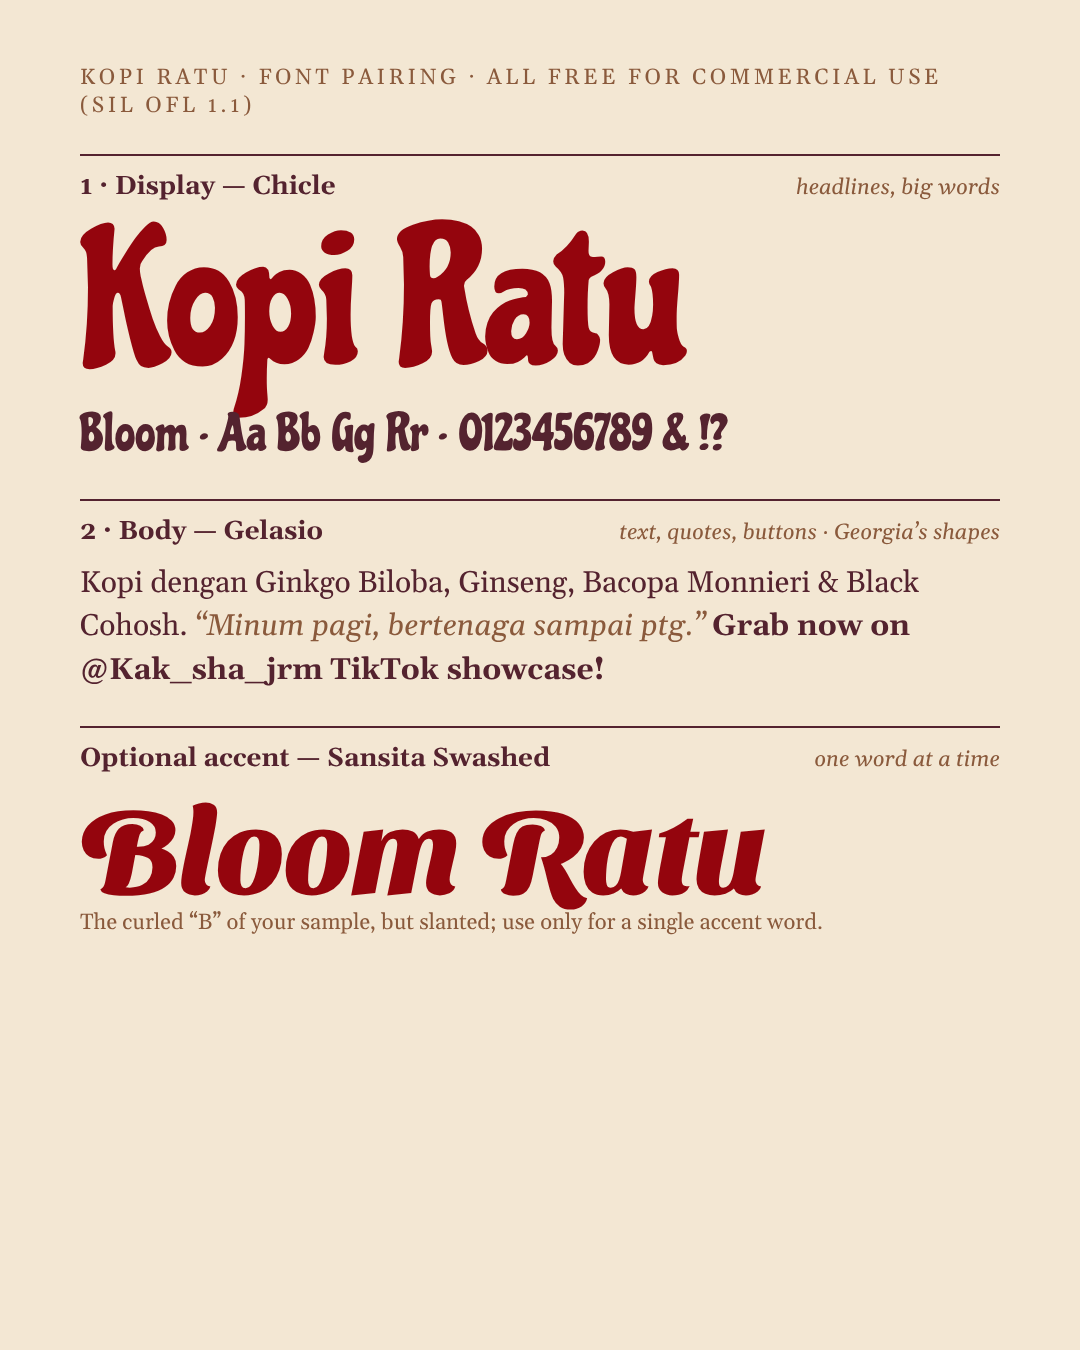 KOPI RATU · FONT PAIRING · ALL FREE FOR COMMERCIAL USE
(SIL OFL 1.1)
1 · Display — Chicle
headlines, big words
Kopi Ratu
Bloom · Aa Bb Gg Rr · 0123456789 & !?
2 · Body — Gelasio
text, quotes, buttons · Georgia’s shapes
Kopi dengan Ginkgo Biloba, Ginseng, Bacopa Monnieri & Black
Cohosh. “Minum pagi, bertenaga sampai ptg.” Grab now on
@Kak_sha_jrm TikTok showcase!
Optional accent — Sansita Swashed
one word at a time
Bloom Ratu
The curled “B” of your sample, but slanted; use only for a single accent word.